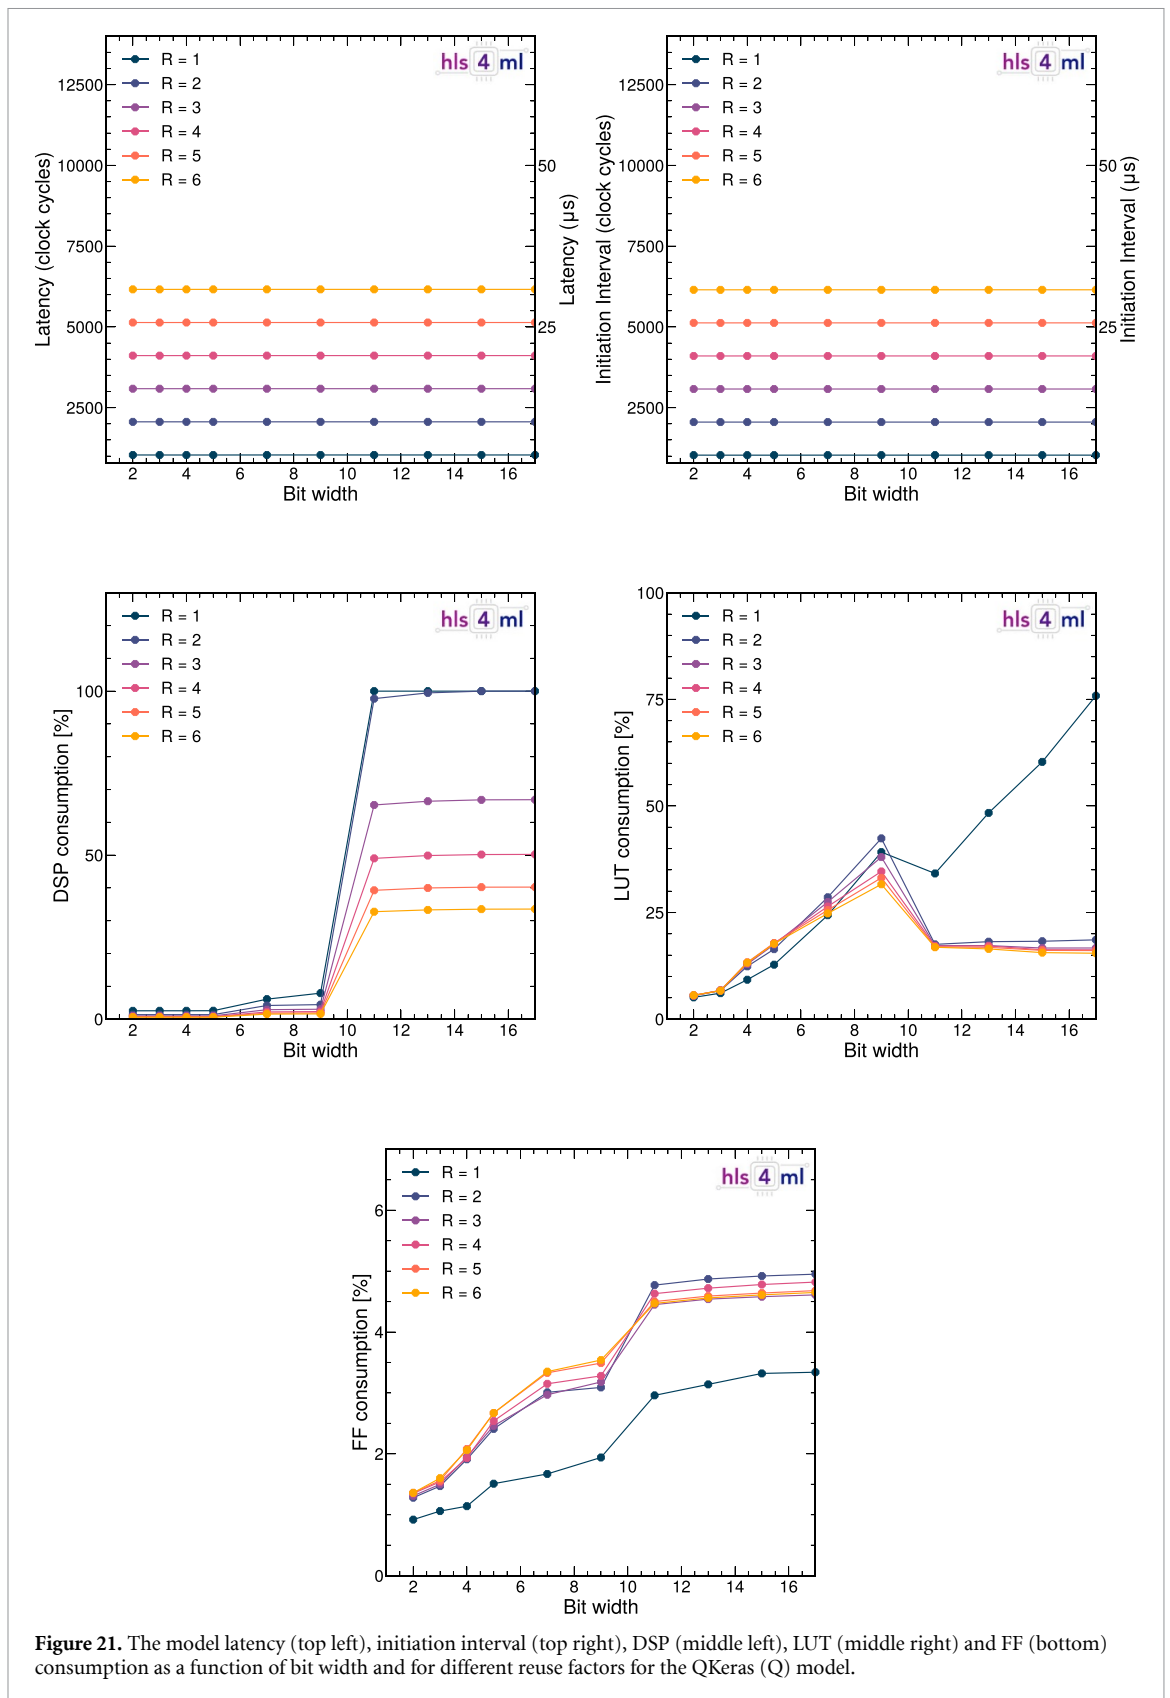 R = 1
R = 2
R = 3
R = 4
R = 5
R = 6
hls 4 ml
12500
10000
7500
5000
2500
50
25
2 4 6 8 10 12 14 16
Latency (clock cycles)
Latency (μs)
Bit width
R = 1
R = 2
R = 3
R = 4
R = 5
R = 6
hls 4 ml
12500
10000
7500
5000
2500
50
25
2 4 6 8 10 12 14 16
Initiation Interval (clock cycles)
Initiation Interval (μs)
Bit width
R = 1
R = 2
R = 3
R = 4
R = 5
R = 6
hls 4 ml
100
50
0
2 4 6 8 10 12 14 16
DSP consumption [%]
Bit width
R = 1
R = 2
R = 3
R = 4
R = 5
R = 6
hls 4 ml
100
75
50
25
0
2 4 6 8 10 12 14 16
LUT consumption [%]
Bit width
R = 1
R = 2
R = 3
R = 4
R = 5
R = 6
hls 4 ml
6
4
2
0
2 4 6 8 10 12 14 16
FF consumption [%]
Bit width
Figure 21. The model latency (top left), initiation interval (top right), DSP (middle left), LUT (middle right) and FF (bottom)
consumption as a function of bit width and for different reuse factors for the QKeras (Q) model.